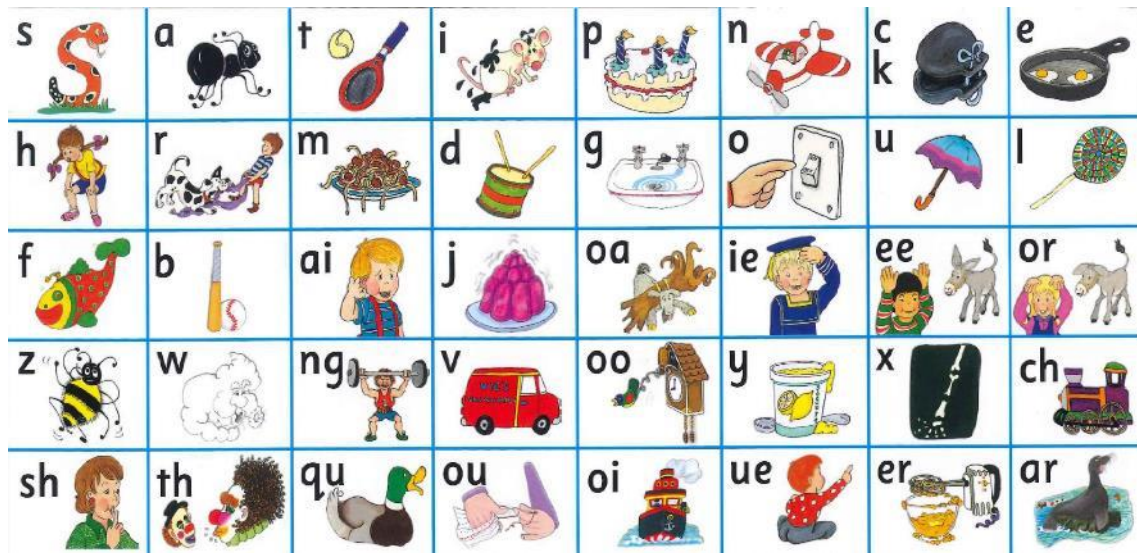 s a t i p n c k e
h r m d g o u l
f b ai j oa ie ee or
z w ng v oo y x ch
sh th qu ou oi ue er ar